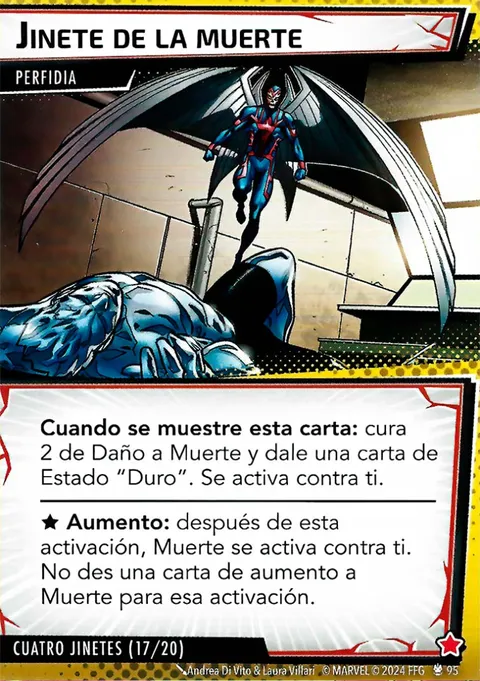 JINETE DE LA MUERTE
PERFIDIA
Cuando se muestre esta carta: cura
2 de Daño a Muerte y dale una carta de
Estado “Duro”. Se activa contra ti.
★ Aumento: después de esta
activación, Muerte se activa contra ti.
No des una carta de aumento a
Muerte para esa activación.
CUATRO JINETES (17/20)
Andrea Di Vito & Laura Villari © MARVEL © 2024 FFG 95